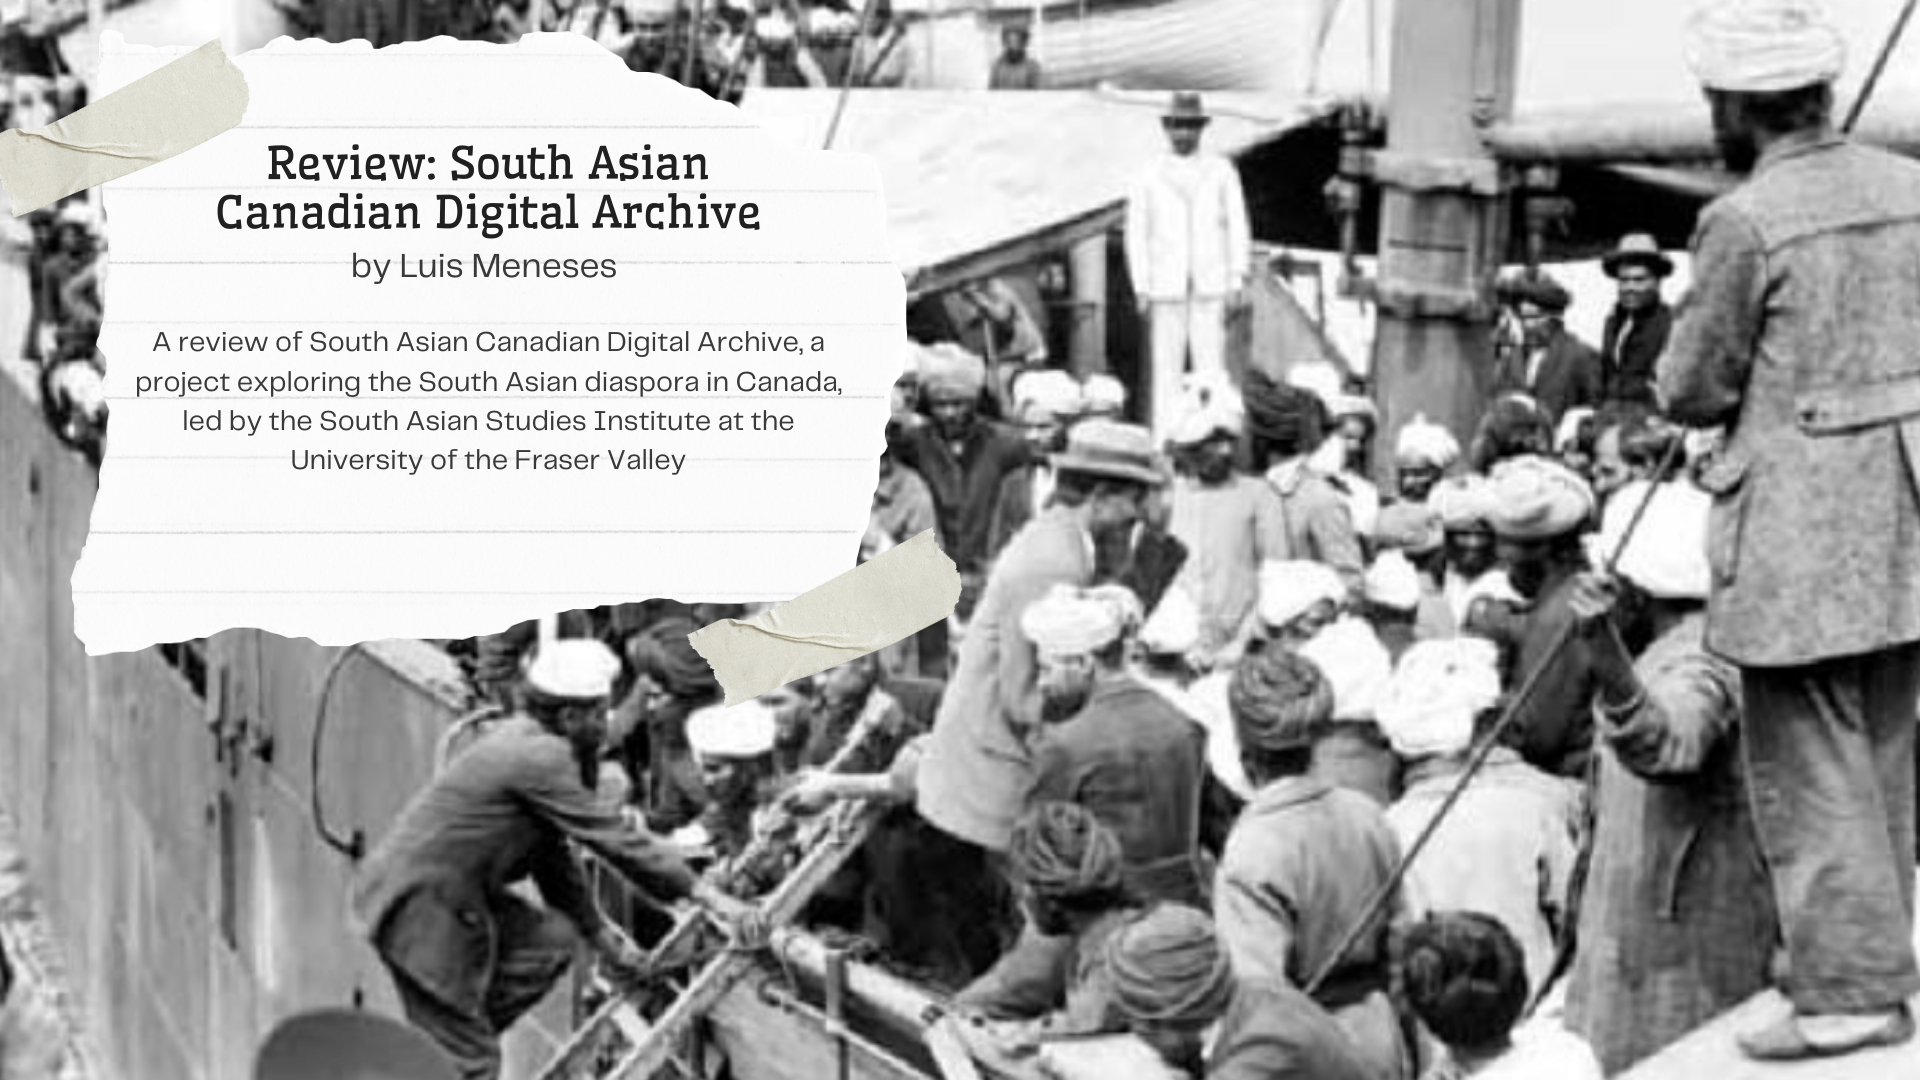 Review: South Asian
Canadian Digital Archive
by Luis Meneses
A review of South Asian Canadian Digital Archive, a
project exploring the South Asian diaspora in Canada,
led by the South Asian Studies Institute at the
University of the Fraser Valley